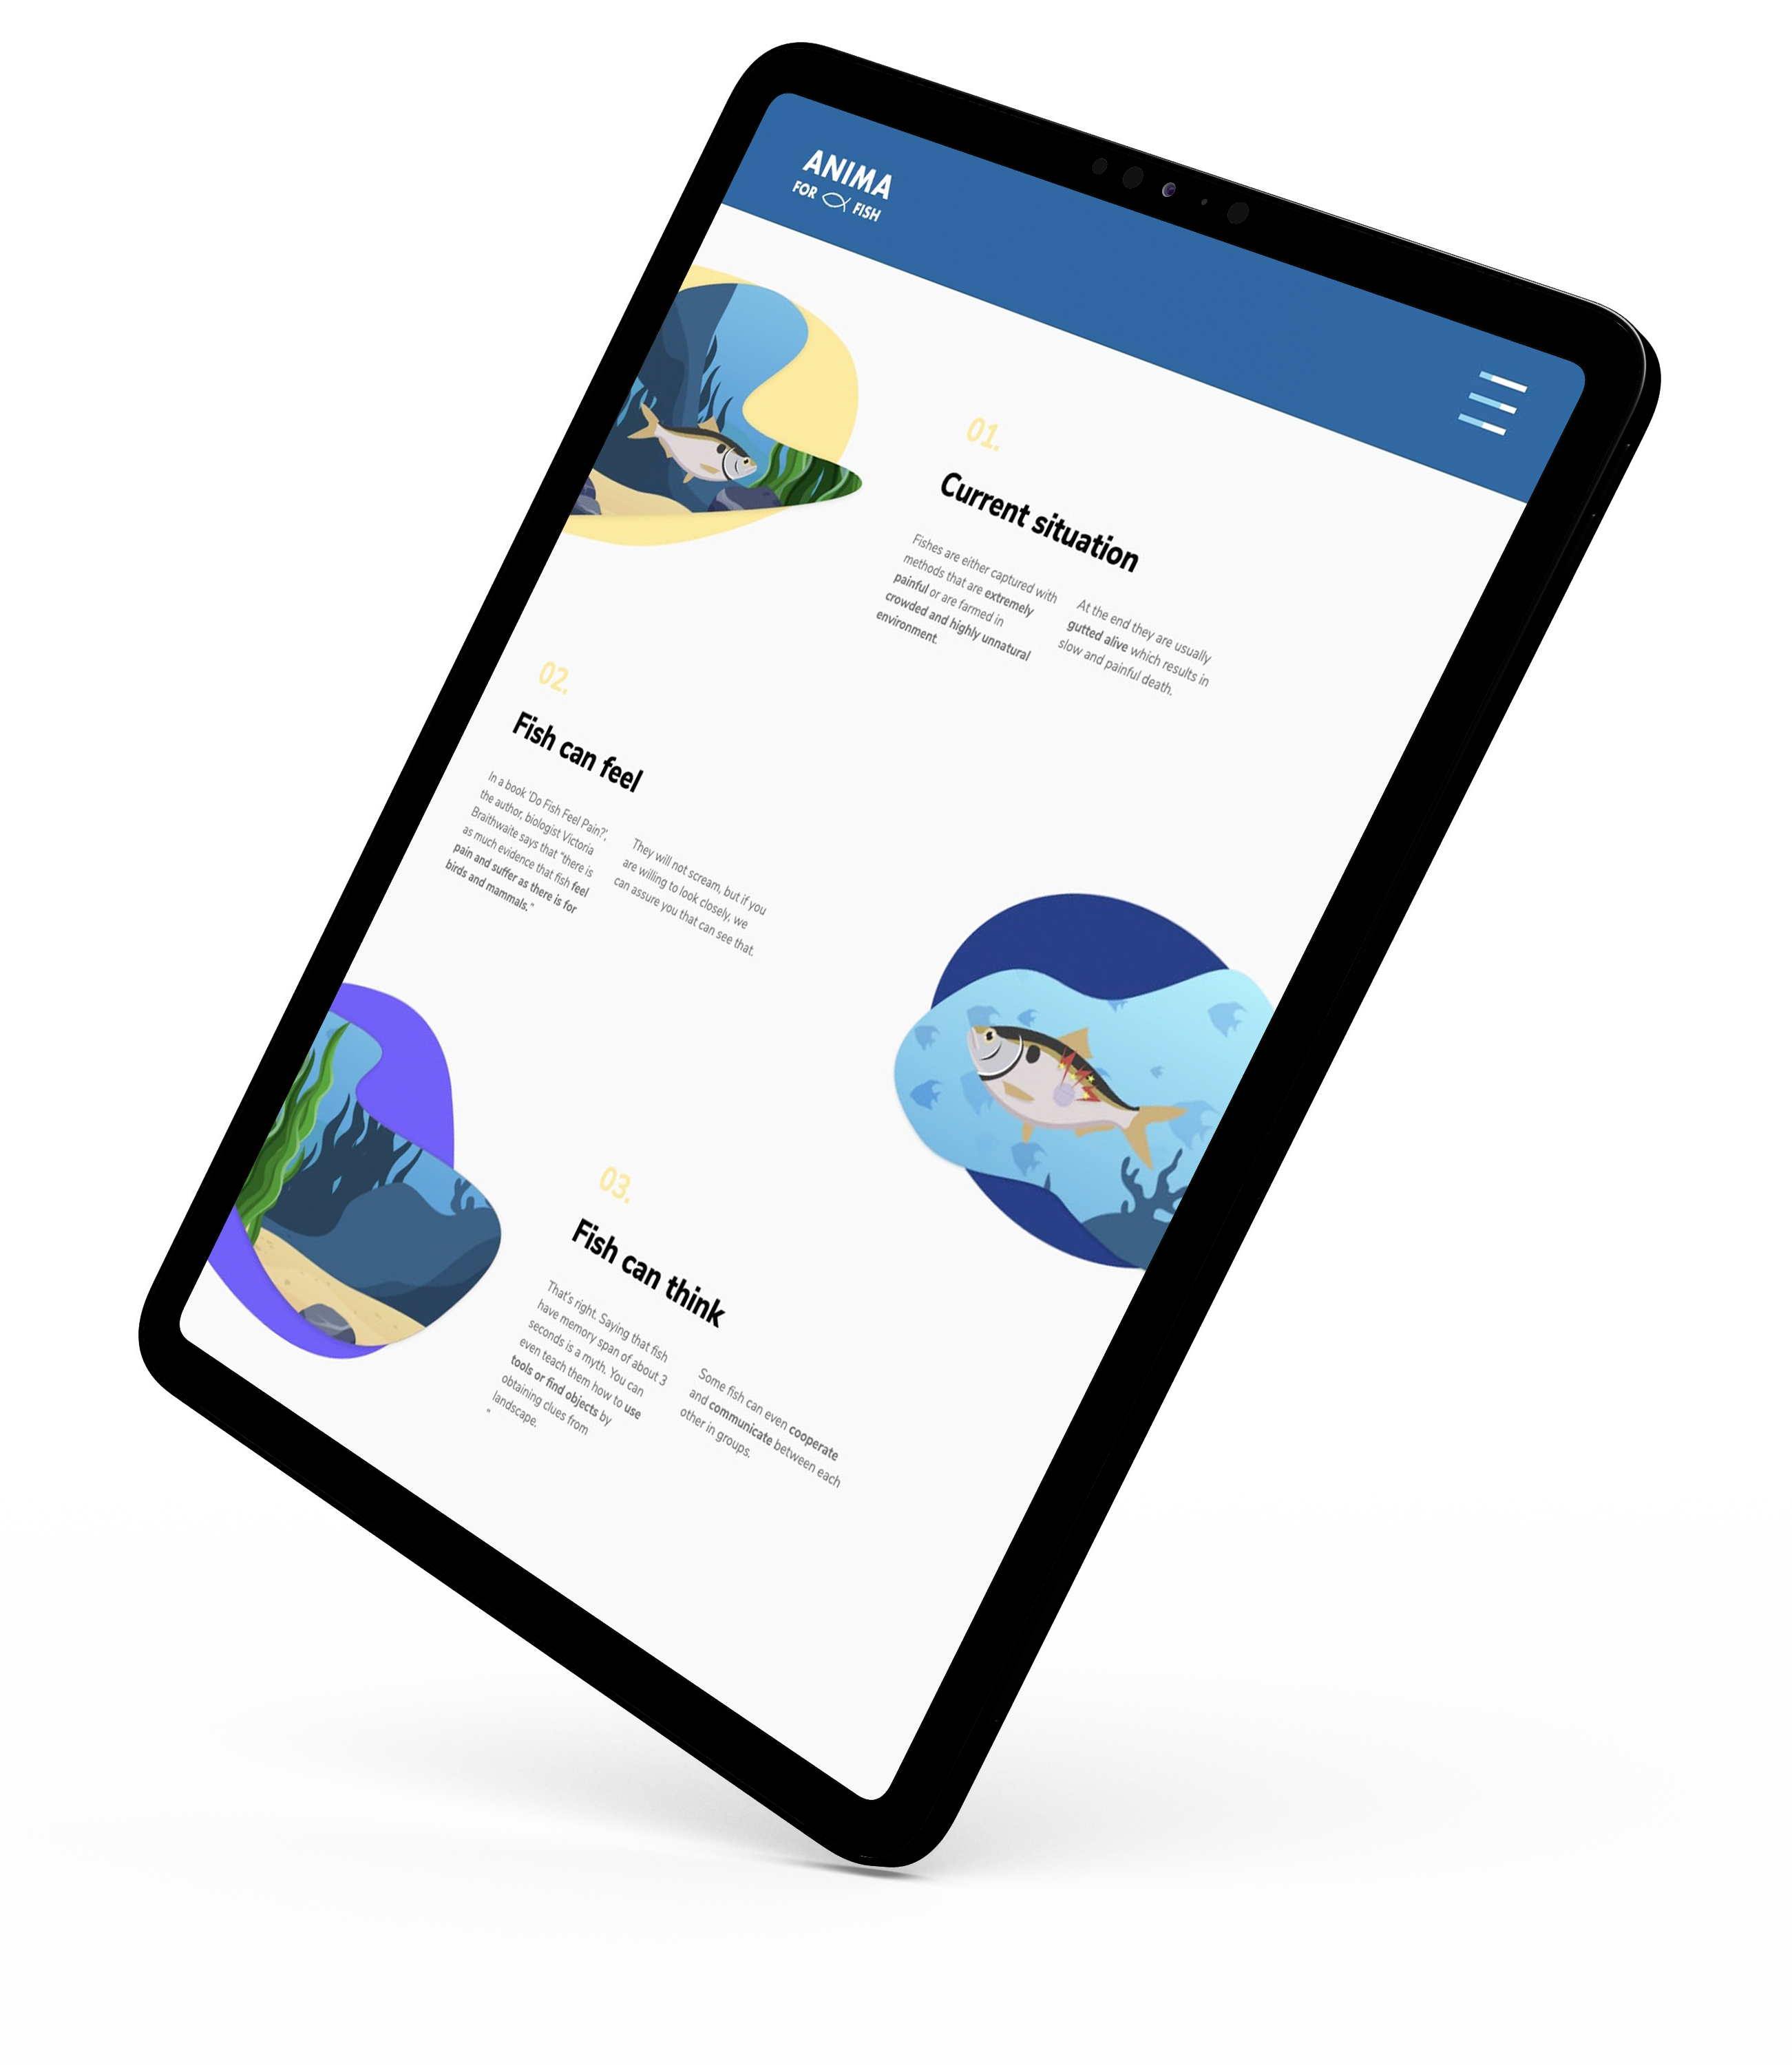 ANIMA
FOR FISH
01.
Current situation
Fishes are either captured with
methods that are extremely
painful or are farmed in
crowded and highly unnatural
environment.
At the end they are usually
gutted alive which results in
slow and painful death.
02.
Fish can feel
In a book 'Do Fish Feel Pain?',
the author, biologist Victoria
Braithwaite says that "there is
as much evidence that fish feel
pain and suffer as there is for
birds and mammals."
They will not scream, but if you
are willing to look closely, we
can assure you that can see that.
03.
Fish can think
That's right. Saying that fish
have memory span of about 3
seconds is a myth. You can
even teach them how to use
tools or find objects by
obtaining clues from
landscape.
"
Some fish can even cooperate
and communicate between each
other in groups.